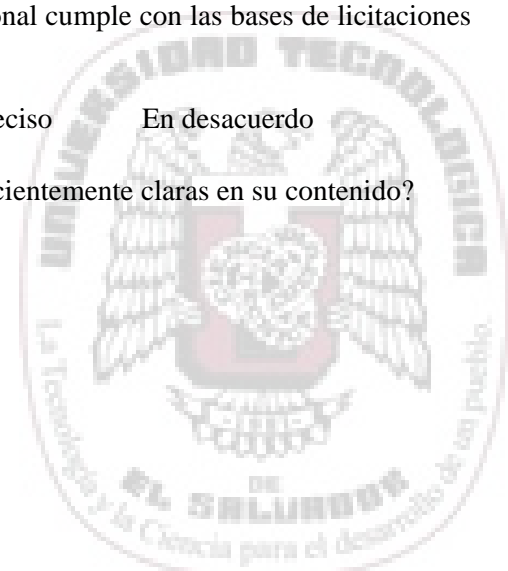 onal cumple con las bases de licitaciones
eciso En desacuerdo
cientemente claras en su contenido?
UNIVERSIDAD TECNOLOGICA
DE
EL SALVADOR
La Tecnología y la Ciencia para el desarrollo de un pueblo.